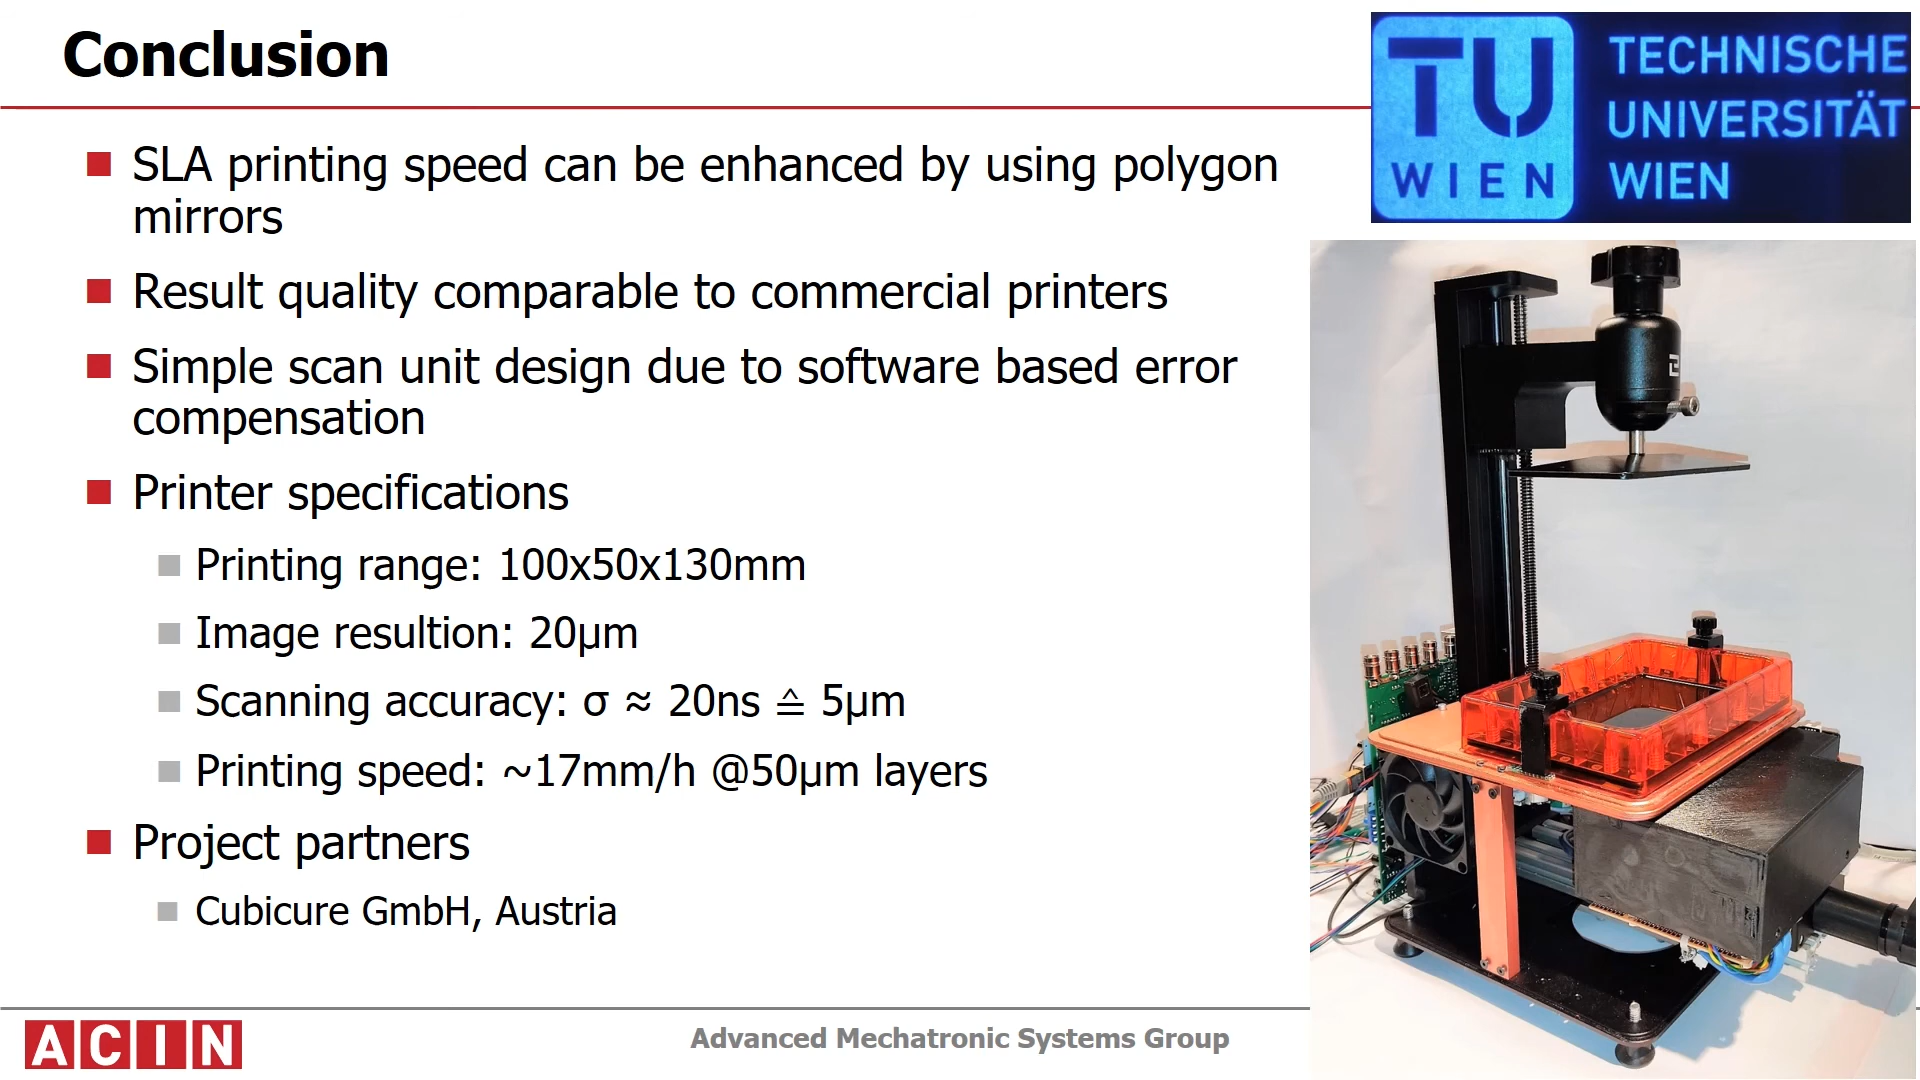 Conclusion
TU
WIEN
TECHNISCHE
UNIVERSITÄT
WIEN
SLA printing speed can be enhanced by using polygon
mirrors
Result quality comparable to commercial printers
Simple scan unit design due to software based error
compensation
Printer specifications
Printing range: 100x50x130mm
Image resultion: 20µm
Scanning accuracy: σ ≈ 20ns ≙ 5µm
Printing speed: ~17mm/h @50µm layers
Project partners
Cubicure GmbH, Austria
ACIN
Advanced Mechatronic Systems Group